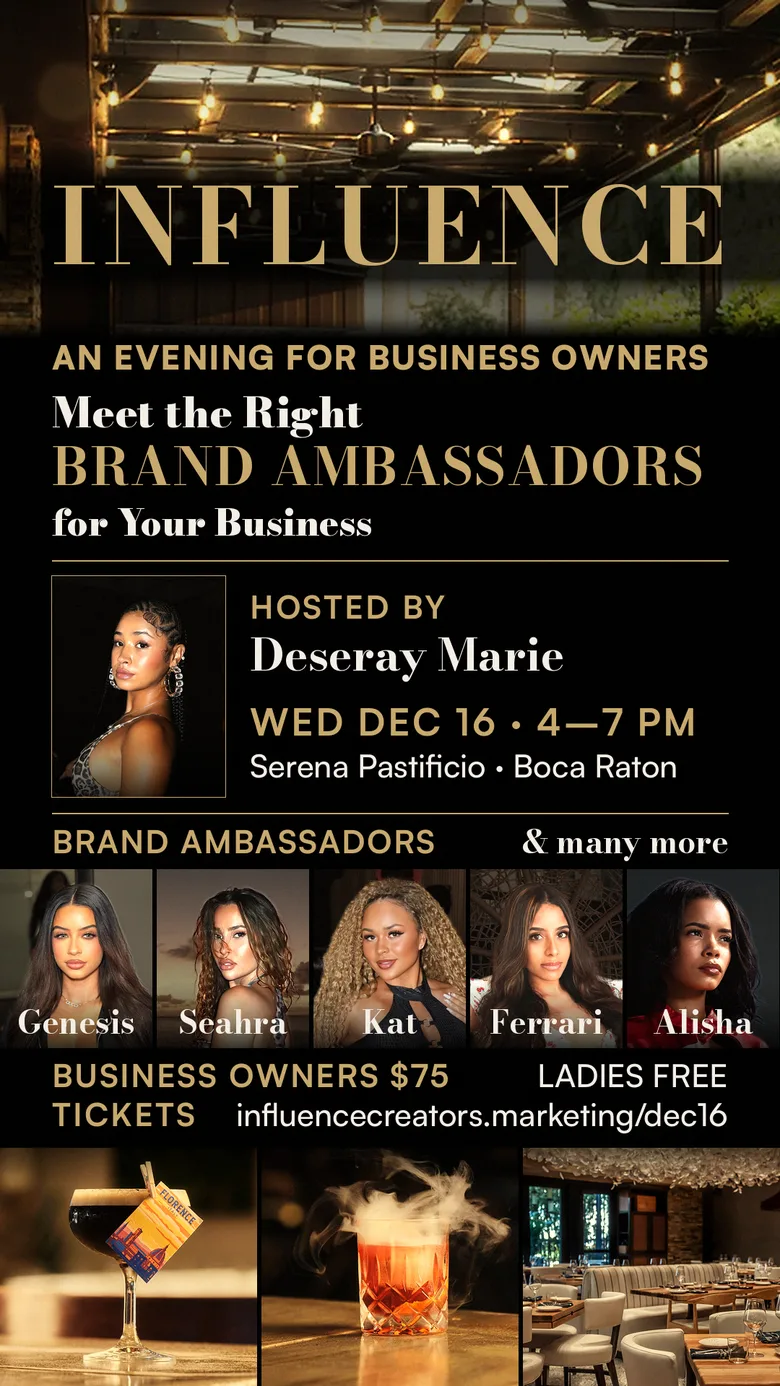 INFLUENCE
AN EVENING FOR BUSINESS OWNERS
Meet the Right
BRAND AMBASSADORS
for Your Business
HOSTED BY
Deseray Marie
WED DEC 16 · 4—7 PM
Serena Pastificio · Boca Raton
BRAND AMBASSADORS & many more
Genesis Seahra Kat Ferrari Alisha
BUSINESS OWNERS $75 LADIES FREE
TICKETS influencecreators.marketing/dec16
FLORENCE